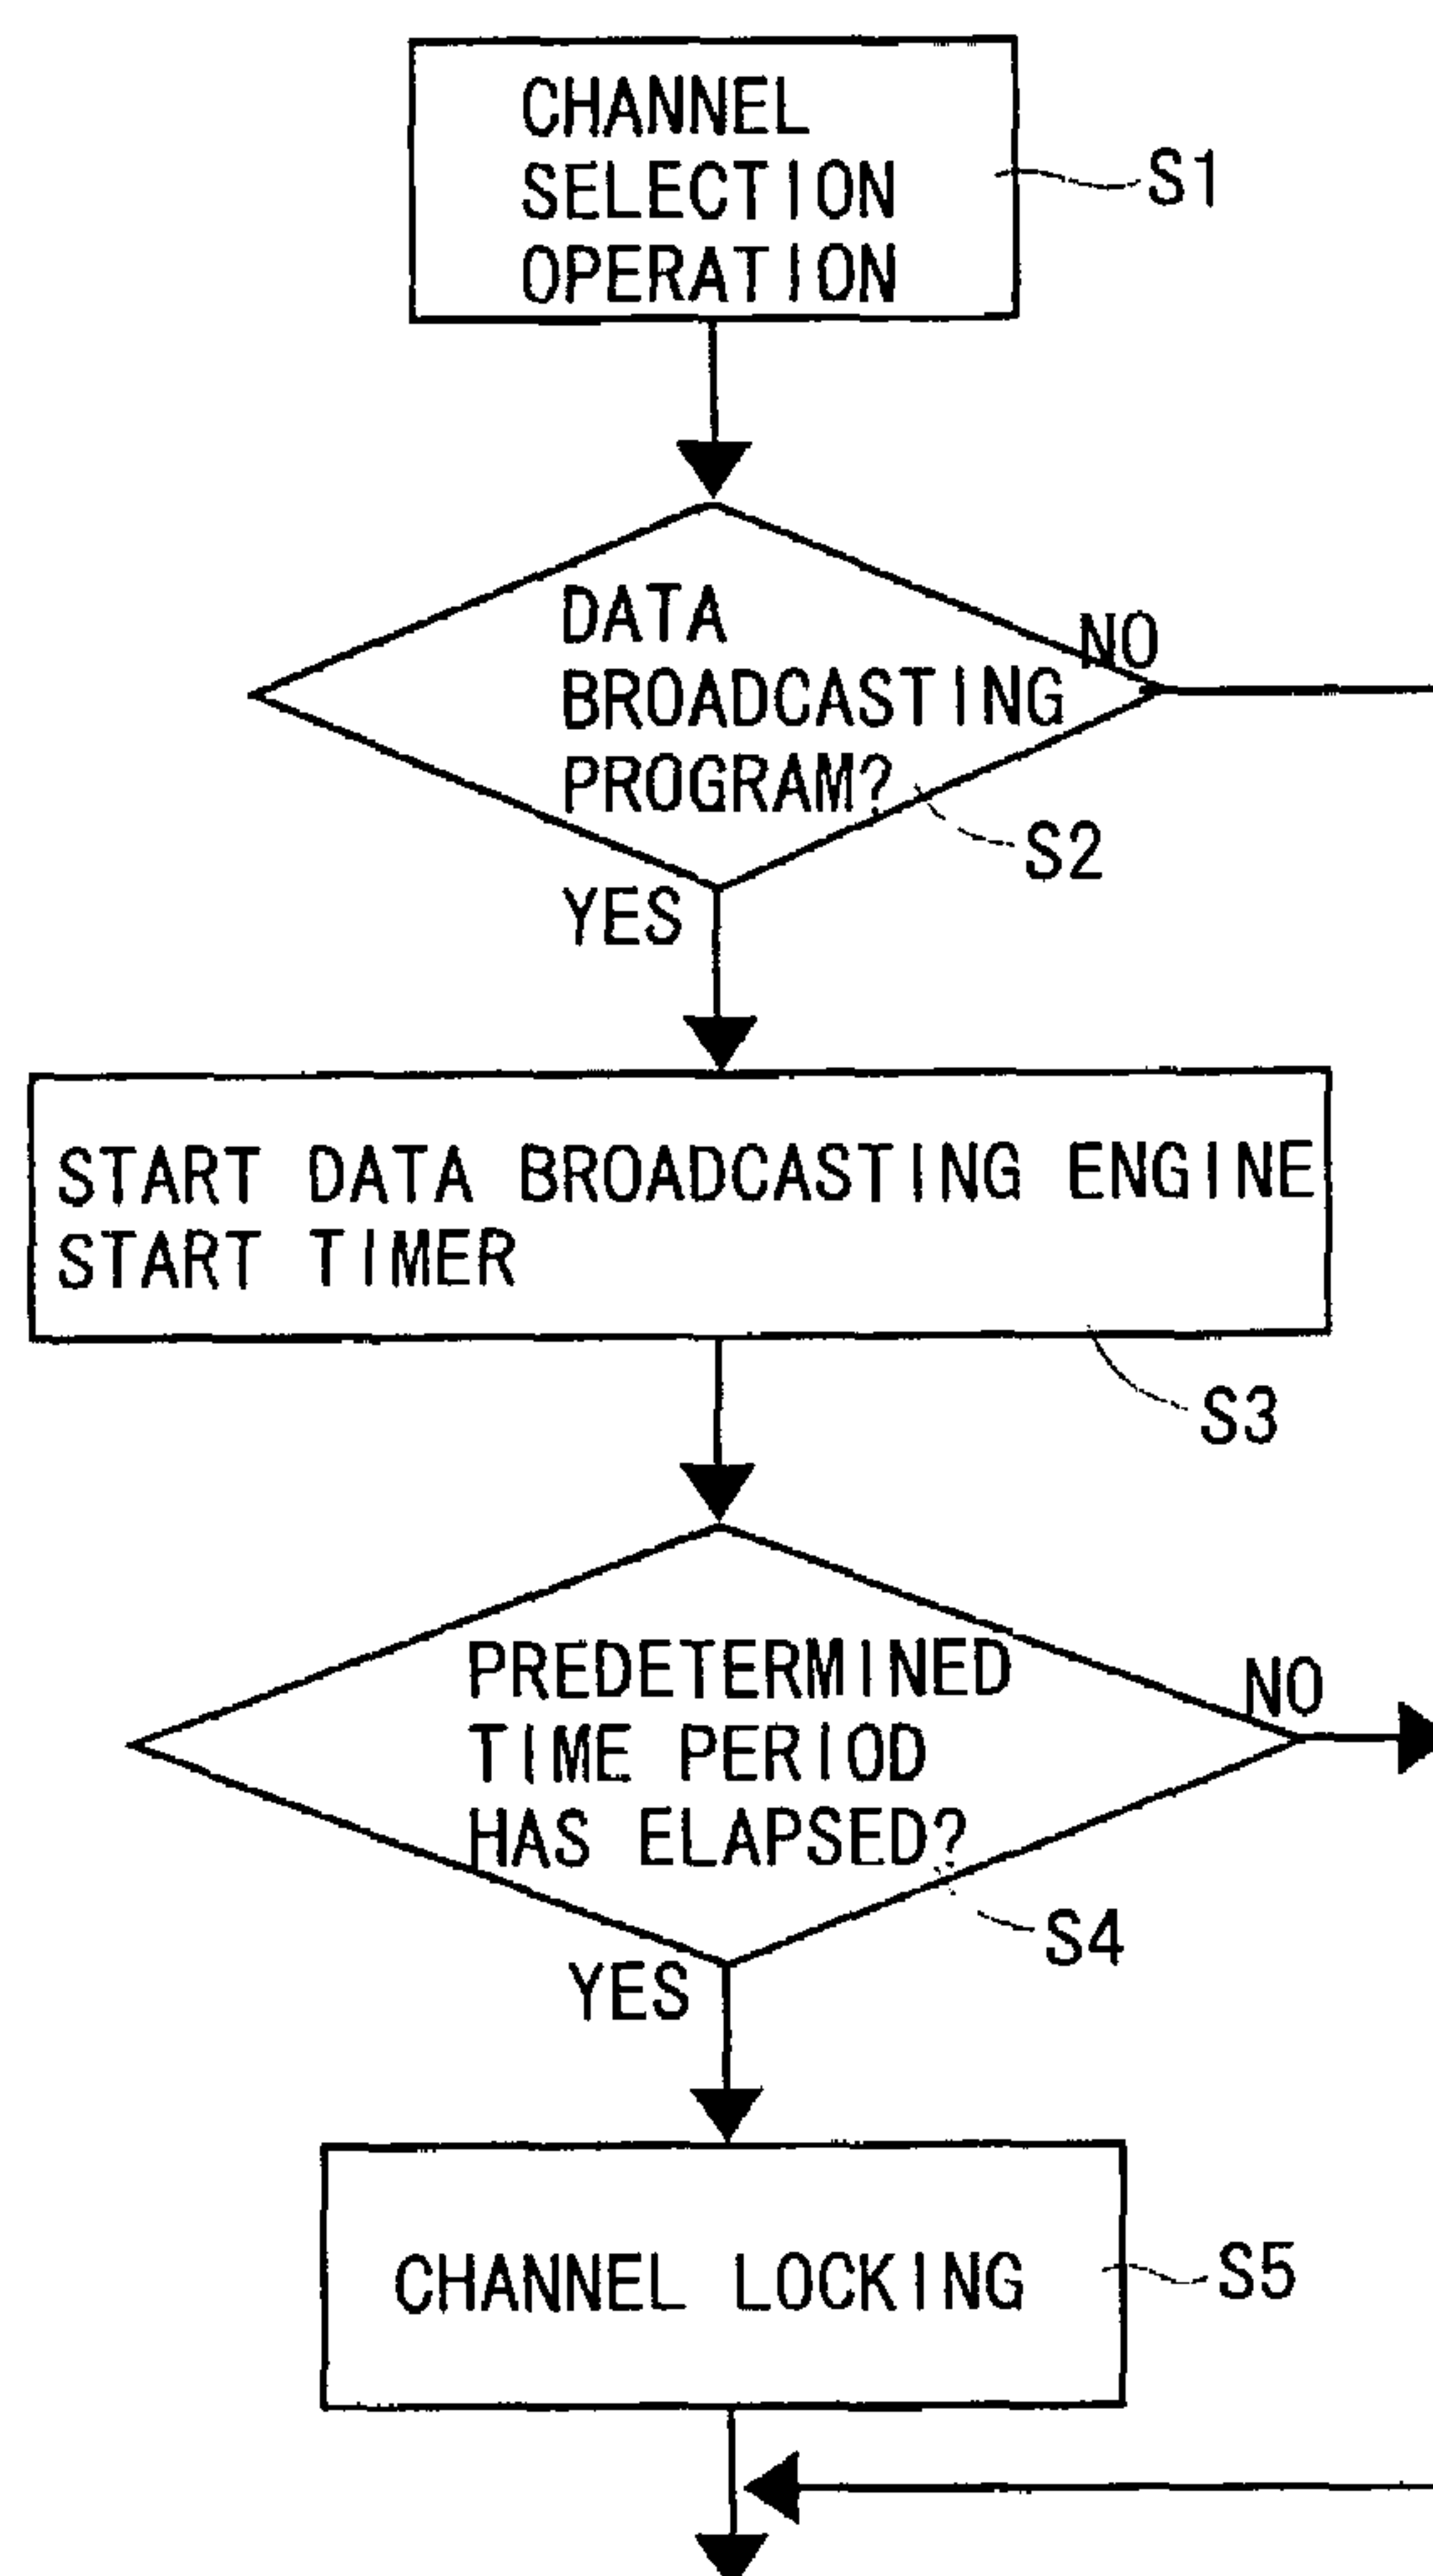 CHANNEL
SELECTION
OPERATION
S1
DATA
BROADCASTING
PROGRAM?
NO
S2
YES
START DATA BROADCASTING ENGINE
START TIMER
S3
PREDETERMINED
TIME PERIOD
HAS ELAPSED?
NO
S4
YES
CHANNEL LOCKING
S5